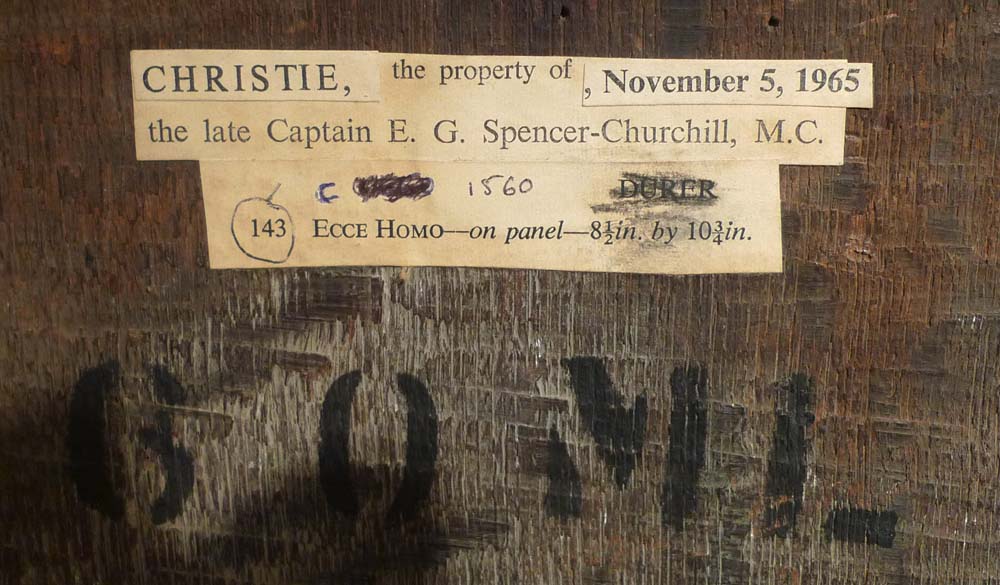 CHRISTIE, the property of , November 5, 1965
the late Captain E. G. Spencer-Churchill, M.C.
C 1560 DURER
143 ECCE HOMO—on panel—8½in. by 10¾in.